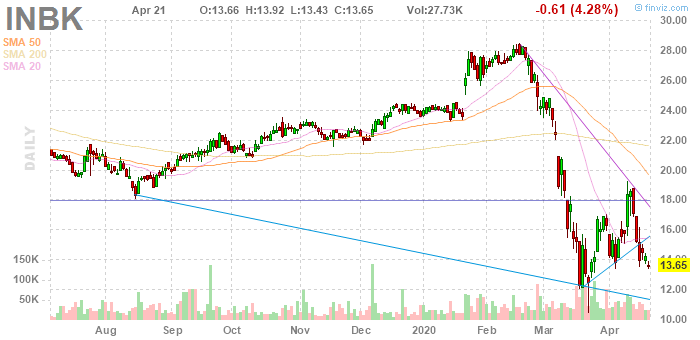 INBK Apr 21 O:13.66 H:13.92 L:13.43 C:13.65 Vol:27.73K -0.61 (4.28%) @ finviz.com
SMA 50
SMA 200
SMA 20
DAILY
30.00
28.00
26.00
24.00
22.00
20.00
18.00
16.00
14.00
13.65
12.00
10.00
150K
100K
50K
Aug Sep Oct Nov Dec 2020 Feb Mar Apr